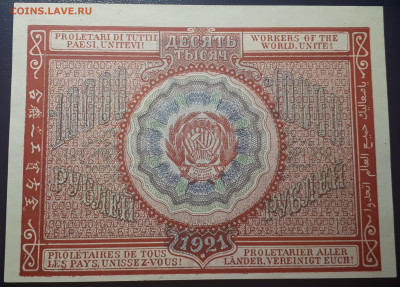 COINS.LAVE.RU
PROLETARI DI TUTTI I
PAESI, UNITEVI!
ДЕСЯТЬ
ТЫСЯЧ
WORKERS OF THE
WORLD, UNITE!
10000
10000
РУБЛЕЙ
РУБЛЕЙ
1921
PROLÉTAIRES DE TOUS
LES PAYS, UNISSEZ-VOUS!
PROLETARIER ALLER
LÄNDER, VEREINIGT EUCH!